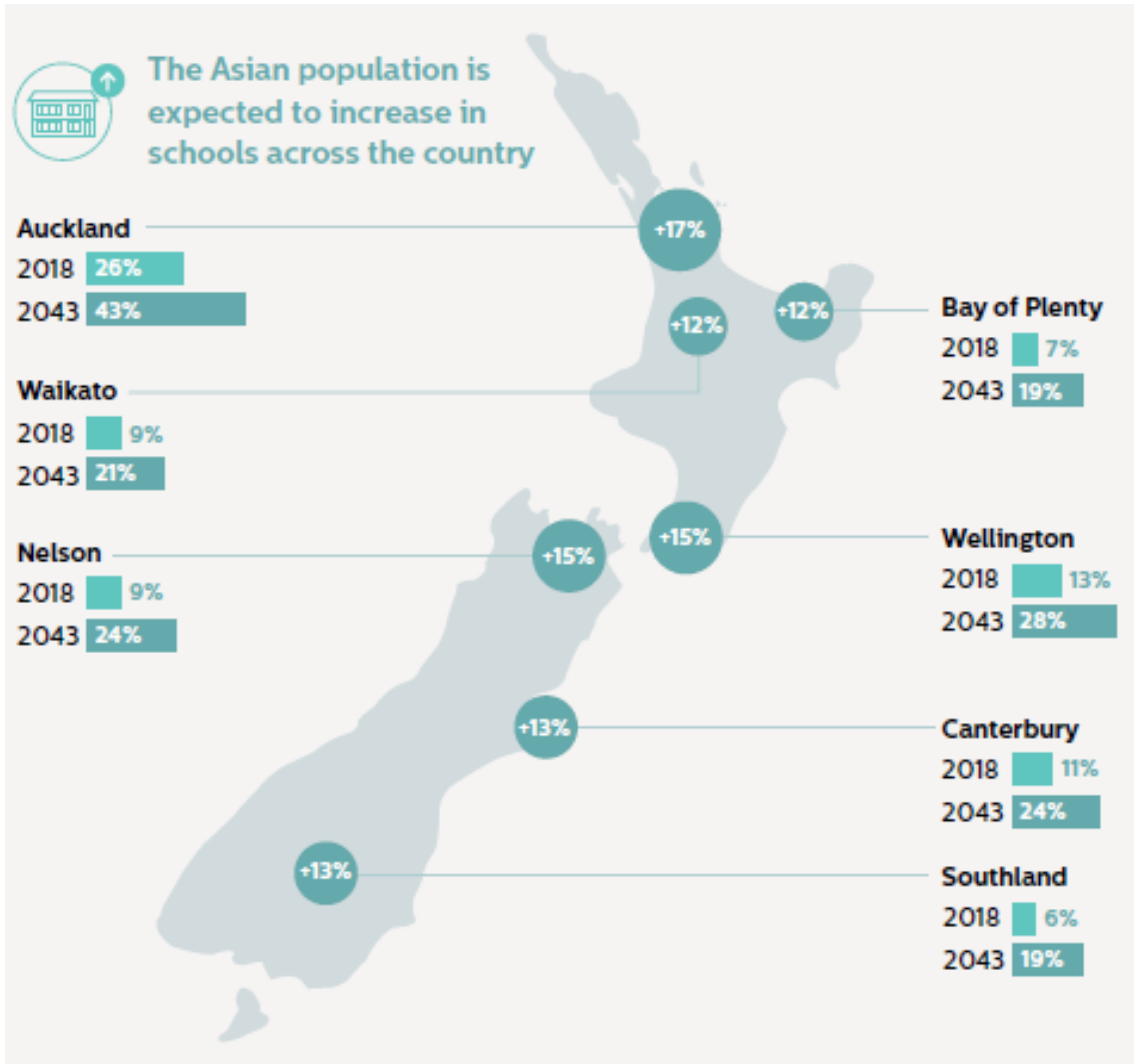 The Asian population is
expected to increase in
schools across the country
Auckland
2018 26%
2043 43%
+17%
+12%
+12%
Bay of Plenty
2018 7%
2043 19%
Waikato
2018 9%
2043 21%
Nelson
2018 9%
2043 24%
+15%
+15%
Wellington
2018 13%
2043 28%
+13%
Canterbury
2018 11%
2043 24%
+13%
Southland
2018 6%
2043 19%